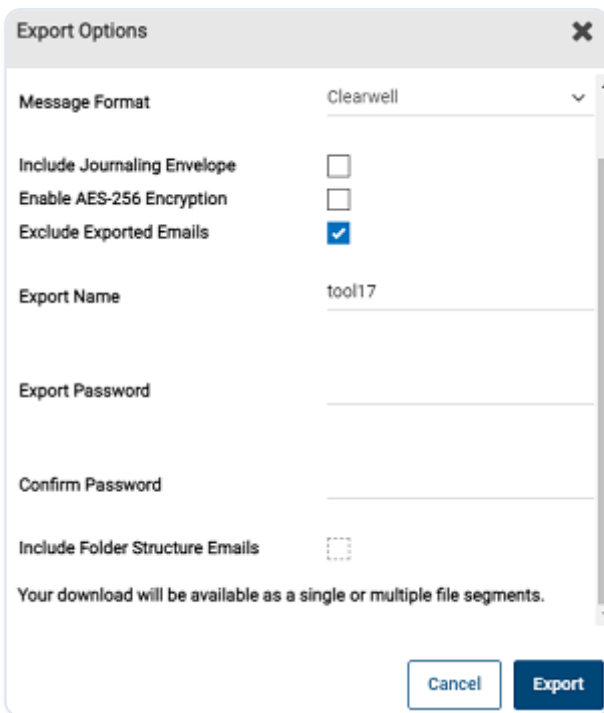 Export Options
Message Format Clearwell
Include Journaling Envelope
Enable AES-256 Encryption
Exclude Exported Emails
Export Name tool17
Export Password
Confirm Password
Include Folder Structure Emails
Your download will be available as a single or multiple file segments.
Cancel Export